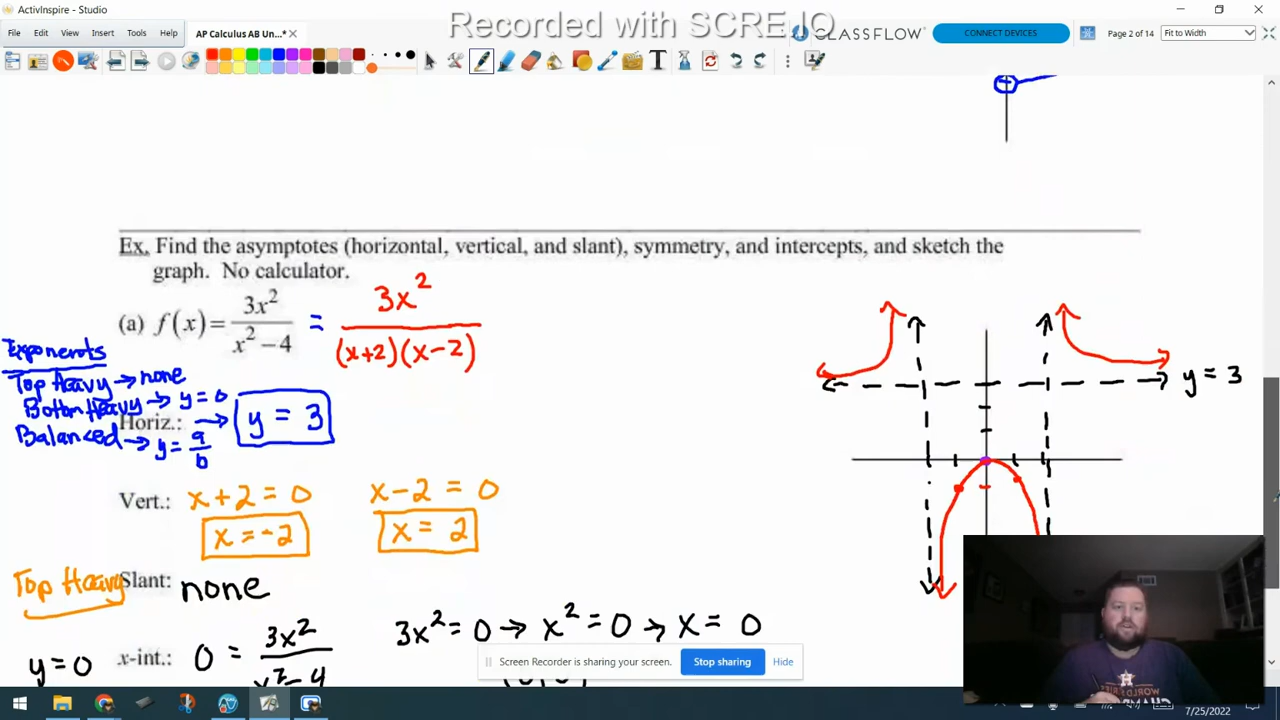 ActivInspire - Studio
Recorded with SCRE.IO
File Edit View Insert Tools Help
AP Calculus AB Un...*
CLASSFLOW
CONNECT DEVICES
Page 2 of 14
Fit to Width
Ex. Find the asymptotes (horizontal, vertical, and slant), symmetry, and intercepts, and sketch the
graph. No calculator.
(a) f(x) = 3x²/(x² − 4) = 3x²/((x+2)(x−2))
Exponents
Top Heavy → none
Bottom Heavy → y = 0
Balanced → y = a/b
Horiz.: → y = 3
y = 3
Vert.: x+2 = 0 x−2 = 0
x = -2 x = 2
Top Heavy
Slant: none
3x² = 0 → x² = 0 → x = 0
y = 0 x-int.: 0 = 3x²/(x² − 4)
Screen Recorder is sharing your screen. Stop sharing Hide
7/25/2022